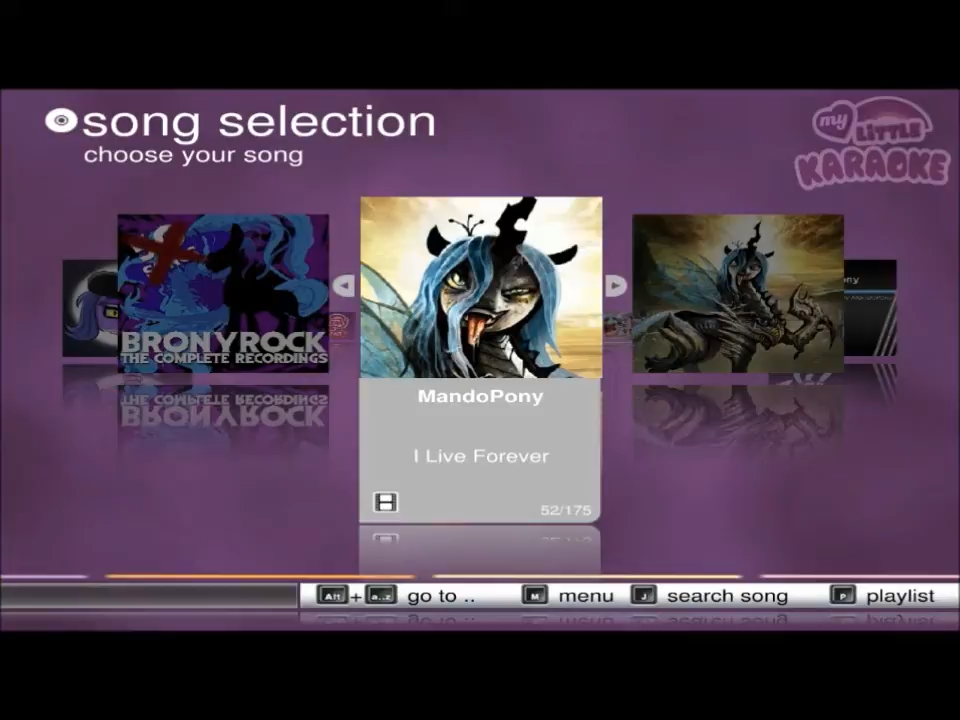 song selection
choose your song
my
LITTLE
KARAOKE
BRONYROCK
THE COMPLETE RECORDINGS
MandoPony
I Live Forever
52/175
Alt + a..z go to .. M menu J search song P playlist